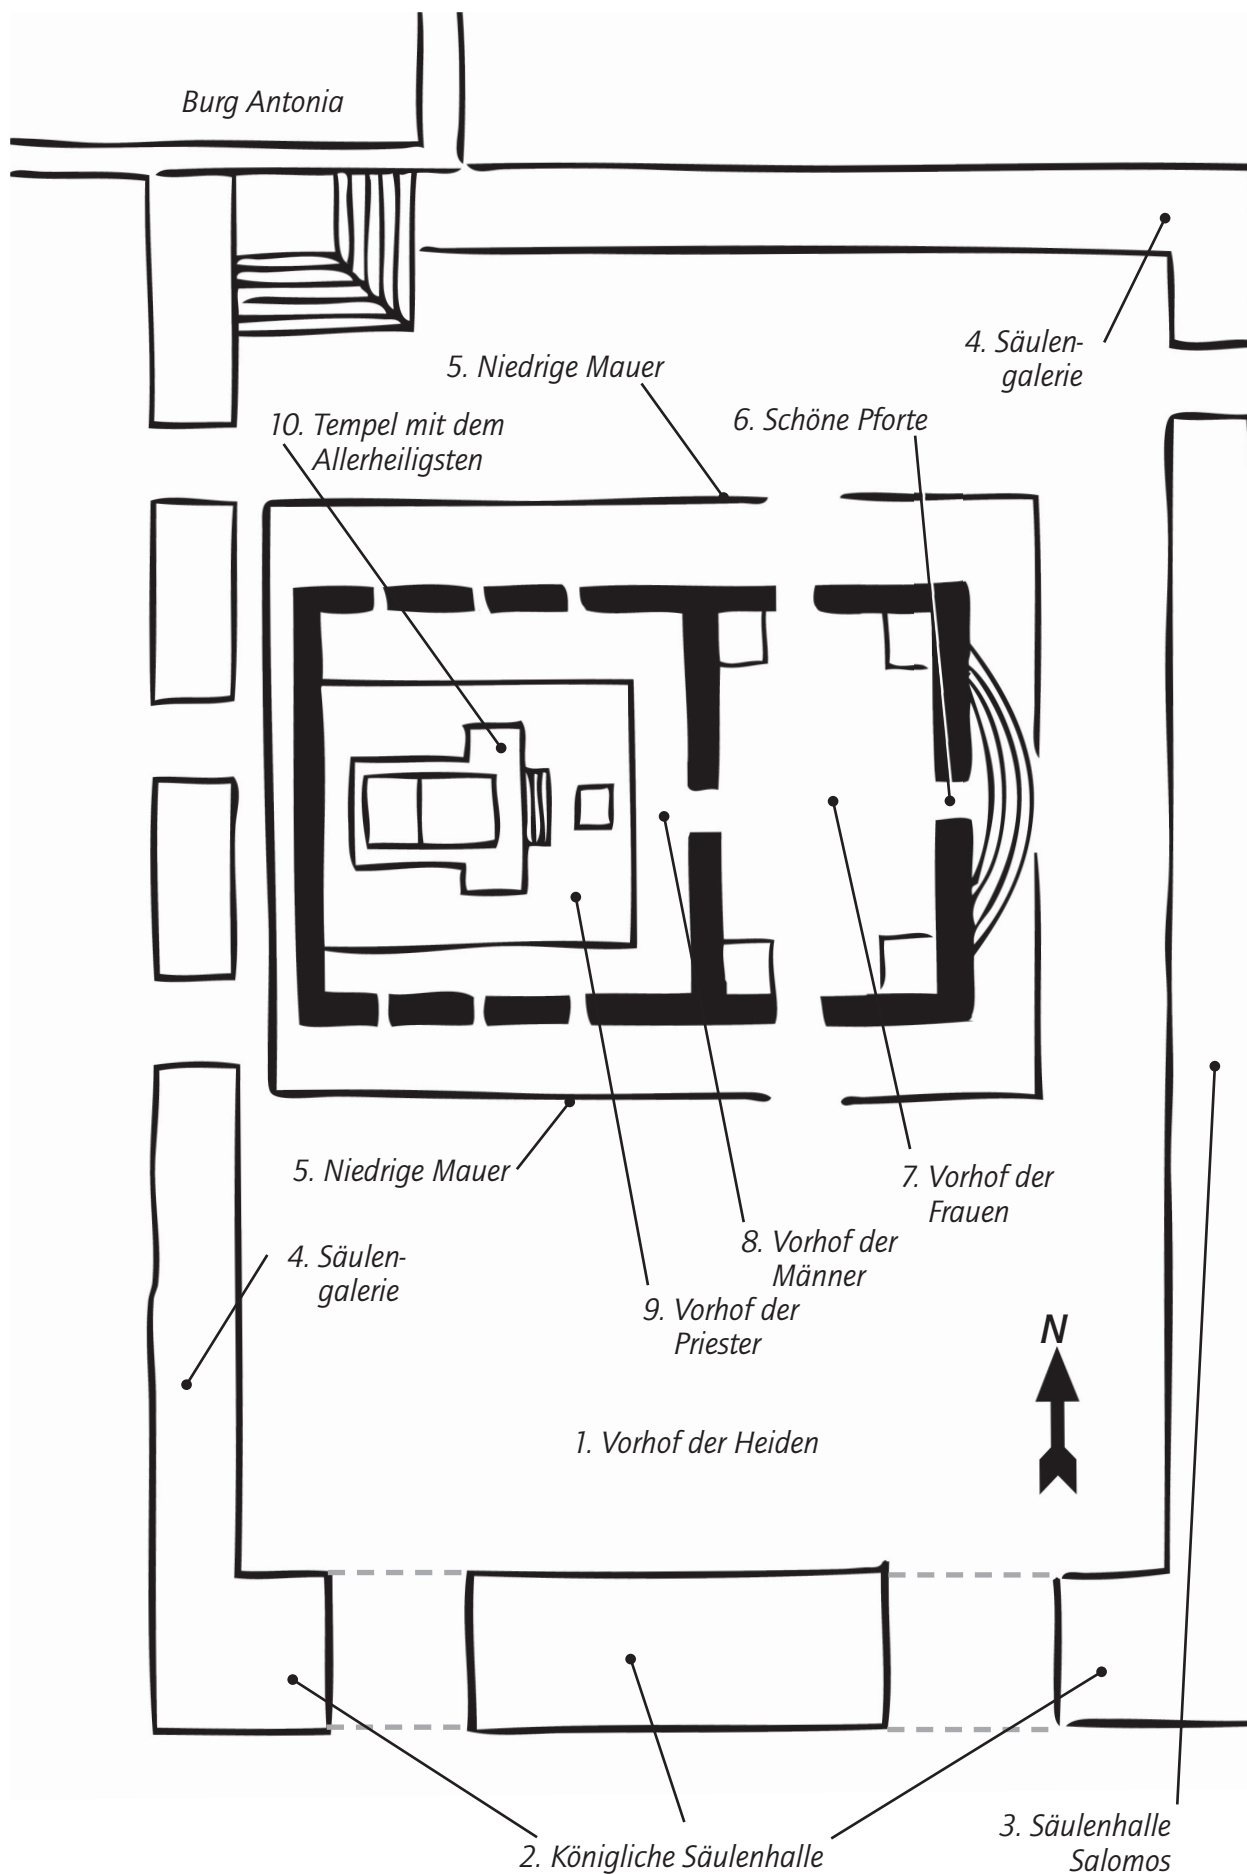 Burg Antonia
4. Säulen-
galerie
5. Niedrige Mauer
10. Tempel mit dem
Allerheiligsten
6. Schöne Pforte
5. Niedrige Mauer
7. Vorhof der
Frauen
8. Vorhof der
Männer
4. Säulen-
galerie
9. Vorhof der
Priester
N
1. Vorhof der Heiden
3. Säulenhalle
Salomos
2. Königliche Säulenhalle